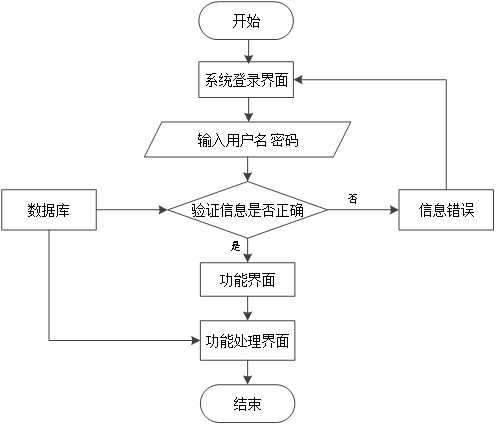 开始
系统登录界面
输入用户名 密码
数据库
验证信息是否正确
否
信息错误
是
功能界面
功能处理界面
结束